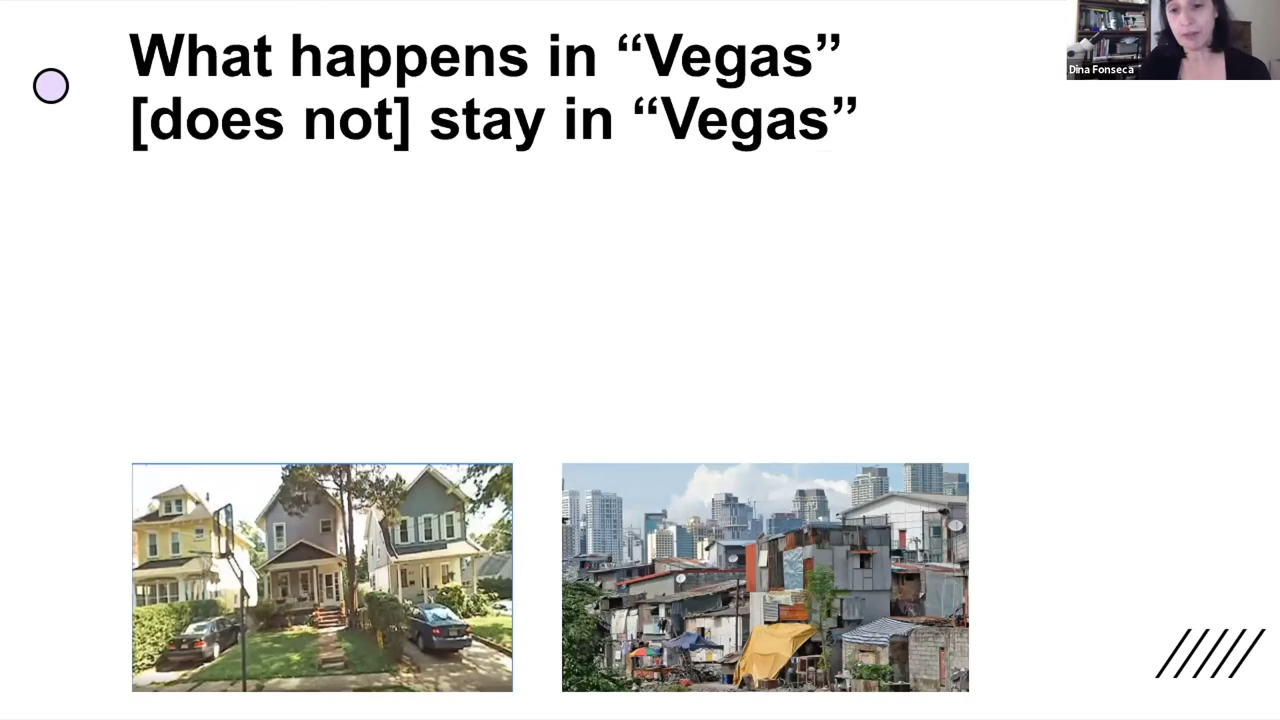 What happens in “Vegas”
[does not] stay in “Vegas”
Dina Fonseca